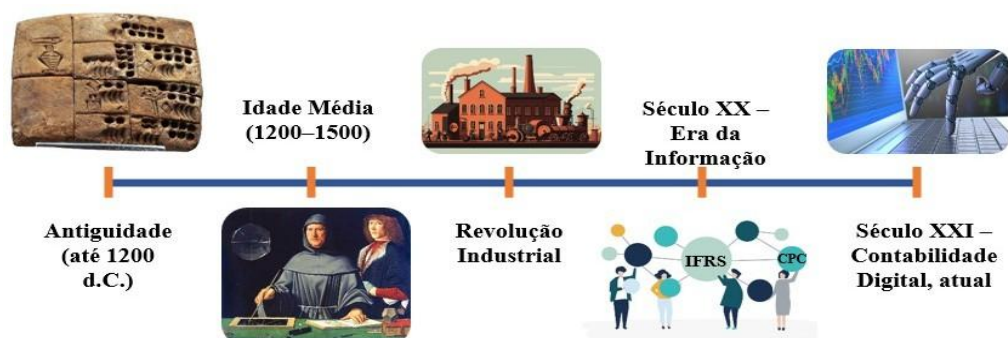 Idade Média
(1200–1500)
Século XX –
Era da
Informação
Antiguidade
(até 1200
d.C.)
Revolução
Industrial
IFRS
CPC
Século XXI –
Contabilidade
Digital, atual